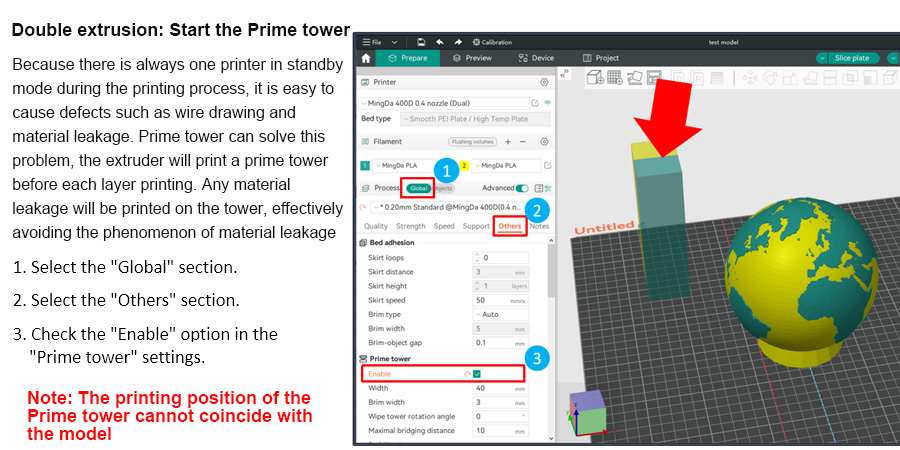 Double extrusion: Start the Prime tower
Because there is always one printer in standby
mode during the printing process, it is easy to
cause defects such as wire drawing and
material leakage. Prime tower can solve this
problem, the extruder will print a prime tower
before each layer printing. Any material
leakage will be printed on the tower, effectively
avoiding the phenomenon of material leakage
1. Select the "Global" section.
2. Select the "Others" section.
3. Check the "Enable" option in the
"Prime tower" settings.
Note: The printing position of the
Prime tower cannot coincide with
the model
File
Calibration
test model
Prepare
Preview
Device
Project
Slice plate
Printer
MingDa 400D 0.4 nozzle (Dual)
Bed type
Smooth PEI Plate / High Temp Plate
Filament
Flushing volumes
+ −
1 MingDa PLA
2 MingDa PLA
1
Process
Global
bjects
Advanced
* 0.20mm Standard @MingDa 400D(0.4 n...
2
Quality Strength Speed Support Others Notes
Bed adhesion
Skirt loops 0
Skirt distance 3 mm
Skirt height 1 layers
Skirt speed 50 mm/s
Brim type Auto
Brim width 5 mm
Brim-object gap 0.1 mm
Prime tower
3
Enable
Width 40 mm
Brim width 3 mm
Wipe tower rotation angle 0 °
Maximal bridging distance 10 mm
Untitled